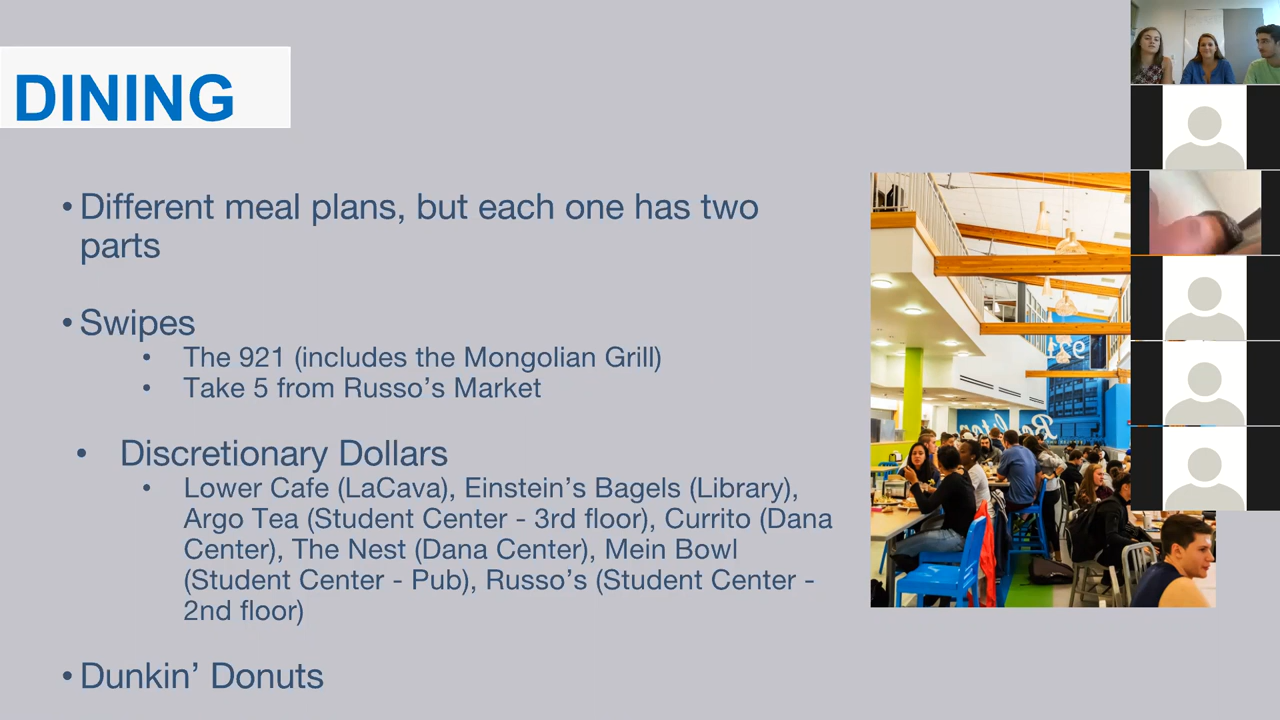 DINING
• Different meal plans, but each one has two
parts
• Swipes
• The 921 (includes the Mongolian Grill)
• Take 5 from Russo’s Market
• Discretionary Dollars
• Lower Cafe (LaCava), Einstein’s Bagels (Library),
Argo Tea (Student Center - 3rd floor), Currito (Dana
Center), The Nest (Dana Center), Mein Bowl
(Student Center - Pub), Russo’s (Student Center -
2nd floor)
• Dunkin’ Donuts
921